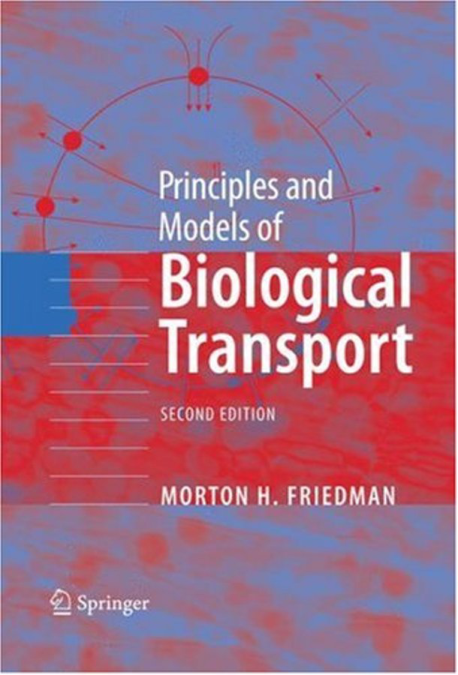 Principles and
Models of
Biological
Transport
SECOND EDITION
MORTON H. FRIEDMAN
Springer